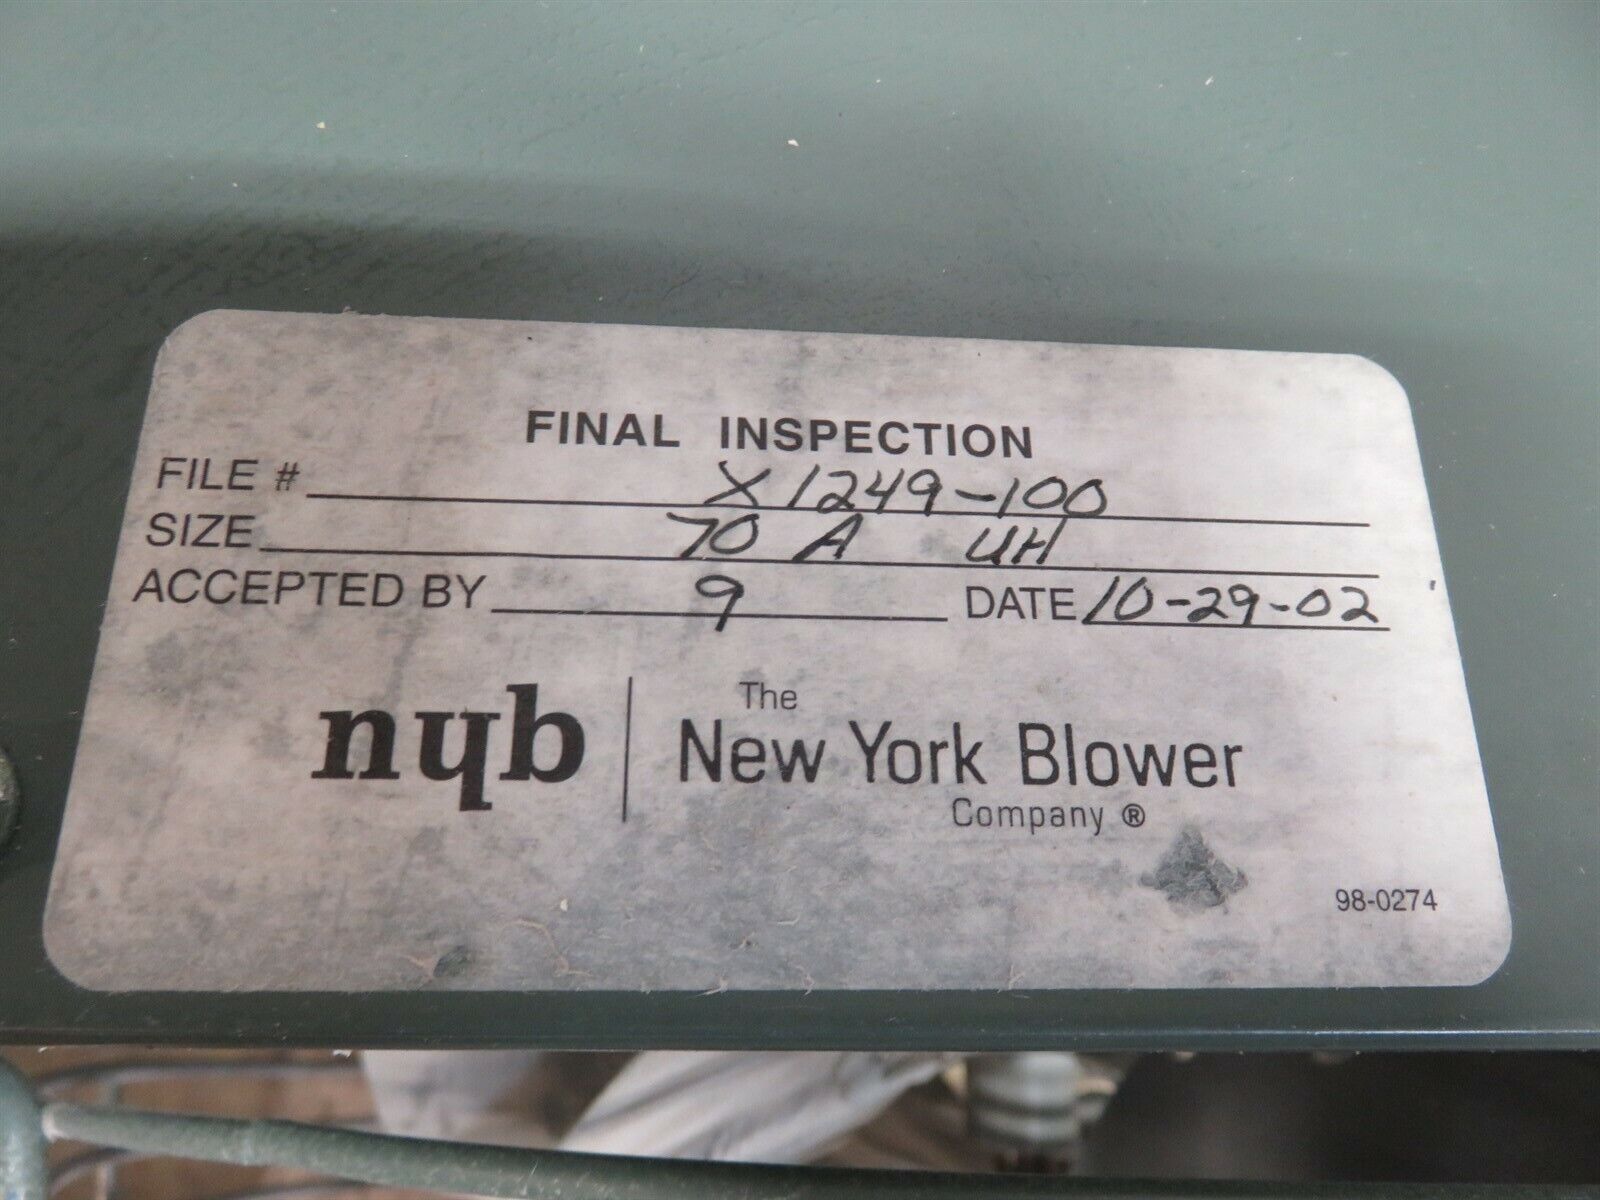 FINAL INSPECTION
FILE # X1249-100
SIZE 70 A UH
ACCEPTED BY 9 DATE 10-29-02
nyb The
New York Blower
Company ®
98-0274